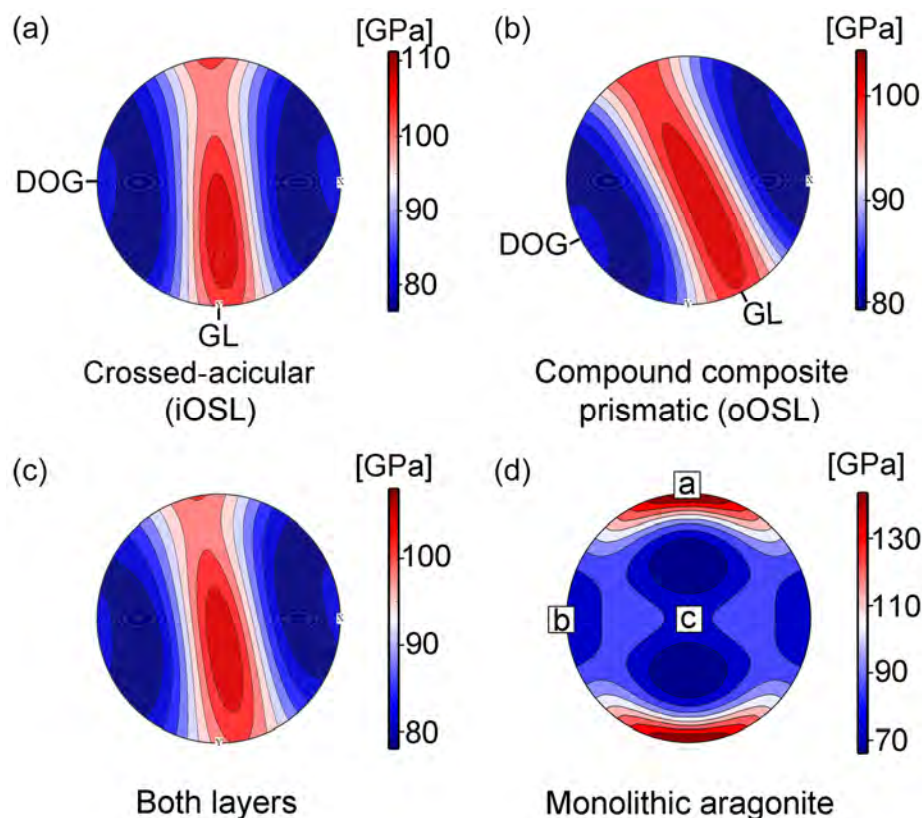 (a)
[GPa]
110
100
90
80
DOG
x
Y
GL
Crossed-acicular
(iOSL)
(b)
[GPa]
100
90
80
DOG
x
Y
GL
Compound composite
prismatic (oOSL)
(c)
[GPa]
100
90
80
x
Y
Both layers
(d)
[GPa]
130
110
90
70
a
b
c
Monolithic aragonite